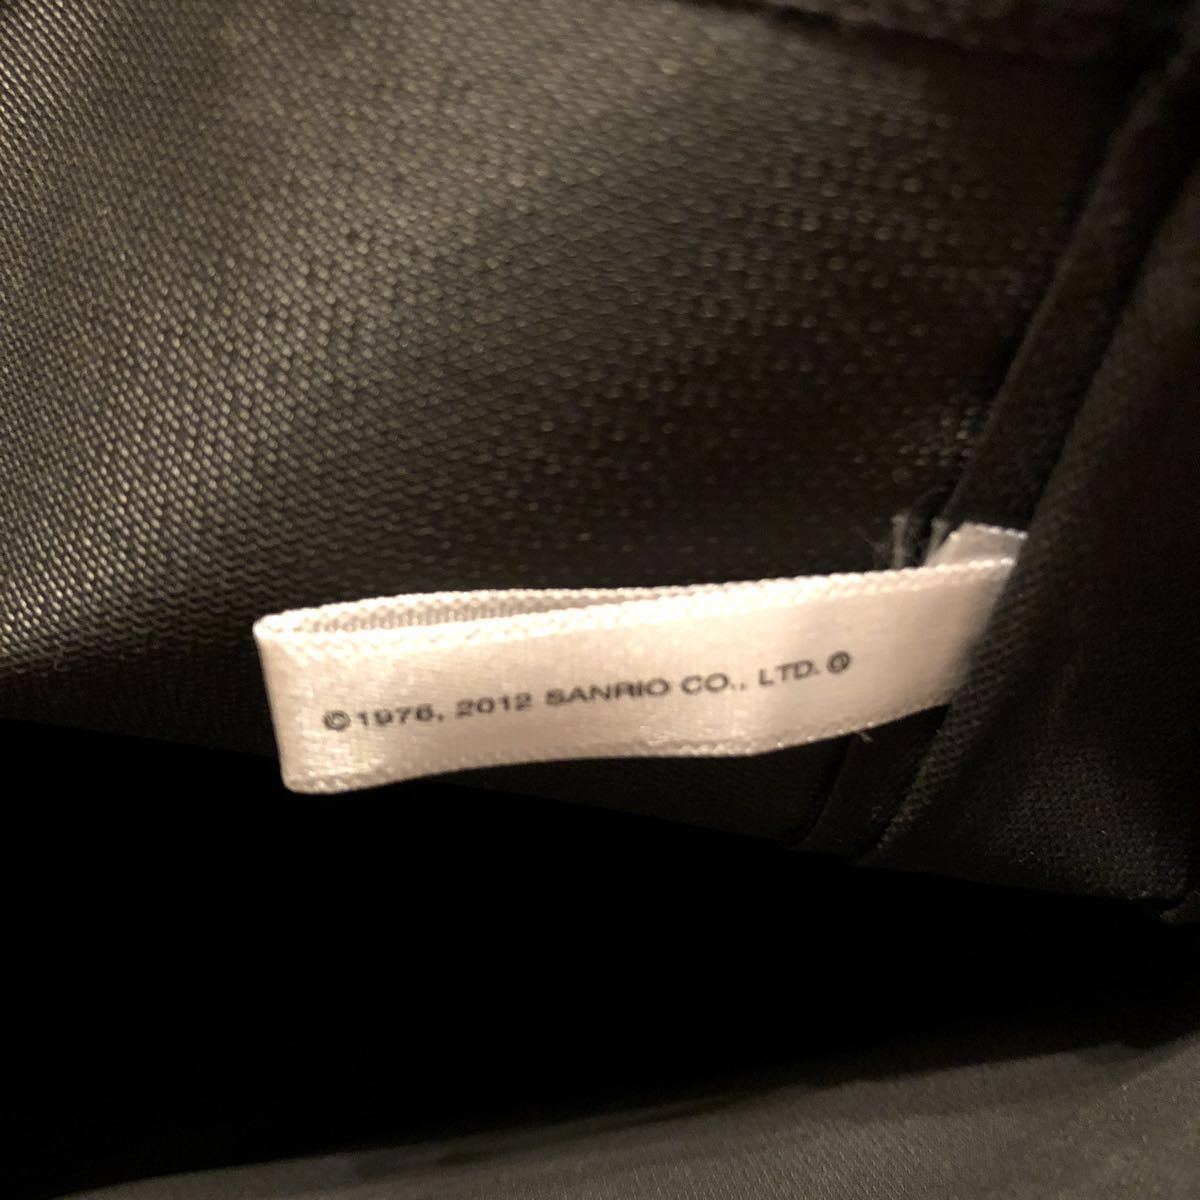 ©1976, 2012 SANRIO CO., LTD.